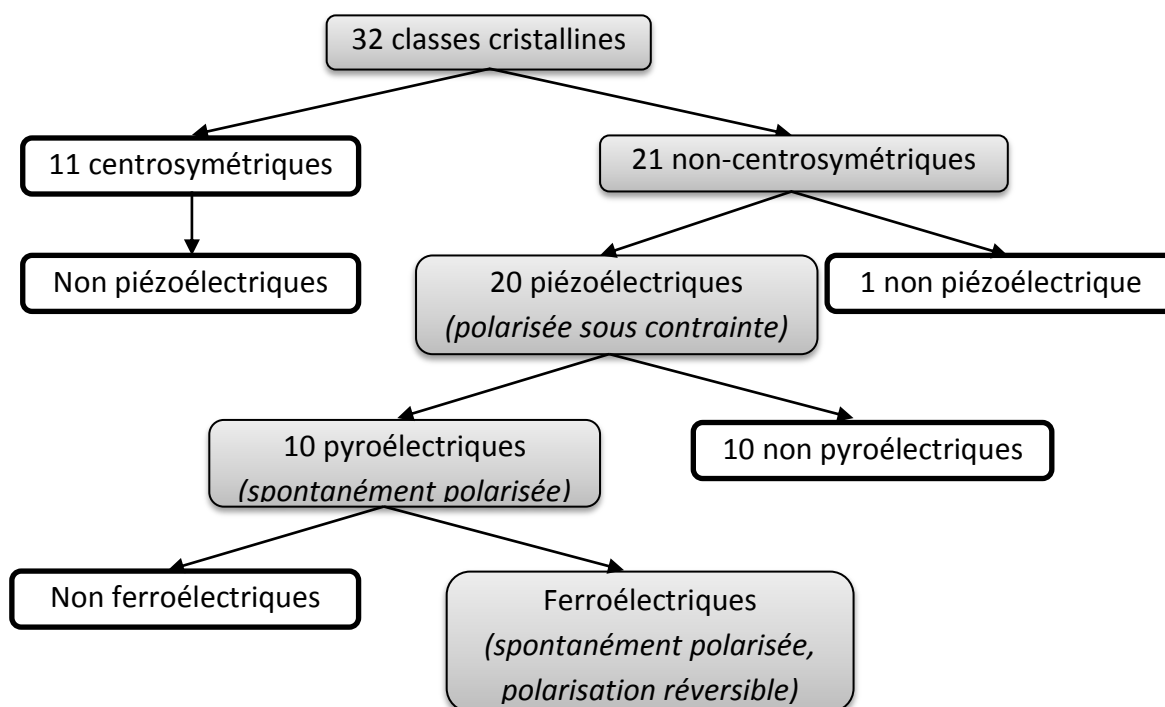 32 classes cristallines
11 centrosymétriques
21 non-centrosymétriques
Non piézoélectriques
20 piézoélectriques
(polarisée sous contrainte)
1 non piézoélectrique
10 pyroélectriques
(spontanément polarisée)
10 non pyroélectriques
Non ferroélectriques
Ferroélectriques
(spontanément polarisée,
polarisation réversible)